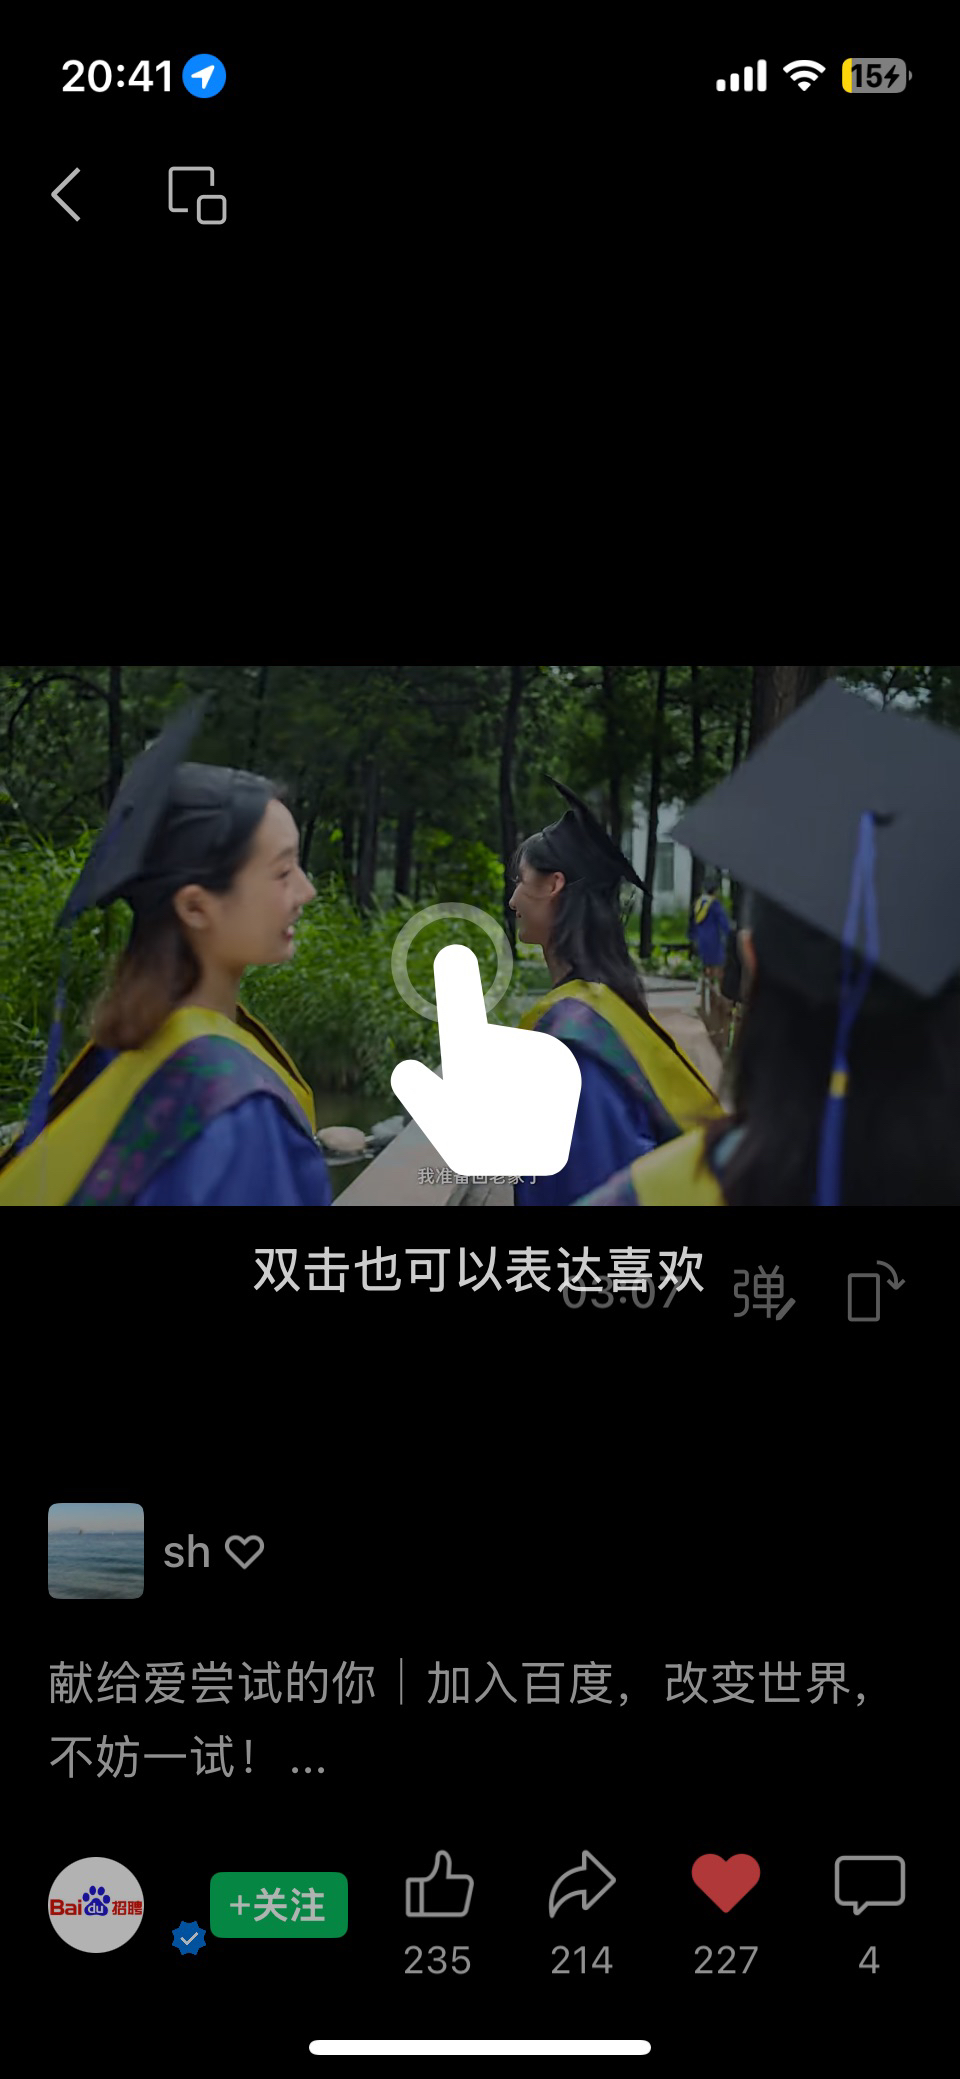 20:41
15
我准备回老家了
双击也可以表达喜欢
03:07 弹
sh
献给爱尝试的你｜加入百度，改变世界，
不妨一试！ ...
Bai du 招聘
+关注
235 214 227 4